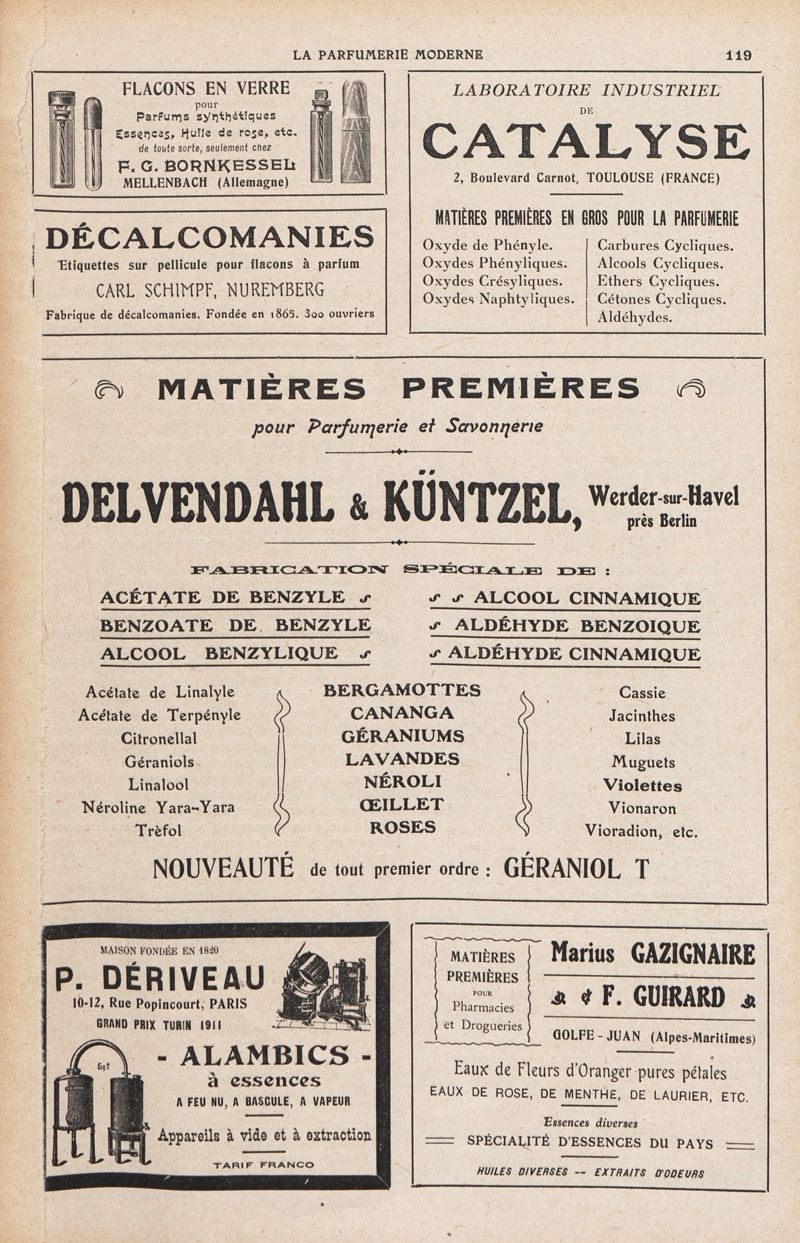 LA PARFUMERIE MODERNE 119
FLACONS EN VERRE
pour
Parfums synthétiques
Essences, Huile de rose, etc.
de toute sorte, seulement chez
F. G. BORNKESSEL
MELLENBACH (Allemagne)
DÉCALCOMANIES
Etiquettes sur pellicule pour flacons à parfum
CARL SCHIMPF, NUREMBERG
Fabrique de décalcomanies. Fondée en 1865. 300 ouvriers
LABORATOIRE INDUSTRIEL
DE
CATALYSE
2, Boulevard Carnot, TOULOUSE (FRANCE)
MATIÈRES PREMIÈRES EN GROS POUR LA PARFUMERIE
Oxyde de Phényle.
Oxydes Phényliques.
Oxydes Crésyliques.
Oxydes Naphtyliques.
Carbures Cycliques.
Alcools Cycliques.
Ethers Cycliques.
Cétones Cycliques.
Aldéhydes.
MATIÈRES PREMIÈRES
pour Parfumerie et Savonnerie
DELVENDAHL & KÜNTZEL, Werder-sur-Havel
près Berlin
FABRICATION SPÉCIALE DE :
ACÉTATE DE BENZYLE
BENZOATE DE BENZYLE
ALCOOL BENZYLIQUE
ALCOOL CINNAMIQUE
ALDÉHYDE BENZOIQUE
ALDÉHYDE CINNAMIQUE
Acétate de Linalyle
Acétate de Terpényle
Citronellal
Géraniols
Linalool
Néroline Yara-Yara
Trèfol
BERGAMOTTES
CANANGA
GÉRANIUMS
LAVANDES
NÉROLI
ŒILLET
ROSES
Cassie
Jacinthes
Lilas
Muguets
Violettes
Vionaron
Vioradion, etc.
NOUVEAUTÉ de tout premier ordre : GÉRANIOL T
MAISON FONDÉE EN 1820
P. DÉRIVEAU
10-12, Rue Popincourt, PARIS
GRAND PRIX TURIN 1911
Fig 2
- ALAMBICS -
à essences
A FEU NU, A BASCULE, A VAPEUR
Appareils à vide et à extraction
TARIF FRANCO
MATIÈRES
PREMIÈRES
POUR
Pharmacies
et Drogueries
Marius GAZIGNAIRE
& F. GUIRARD
GOLFE-JUAN (Alpes-Maritimes)
Eaux de Fleurs d'Oranger pures pétales
EAUX DE ROSE, DE MENTHE, DE LAURIER, ETC.
Essences diverses
SPÉCIALITÉ D'ESSENCES DU PAYS
HUILES DIVERSES -- EXTRAITS D'ODEURS